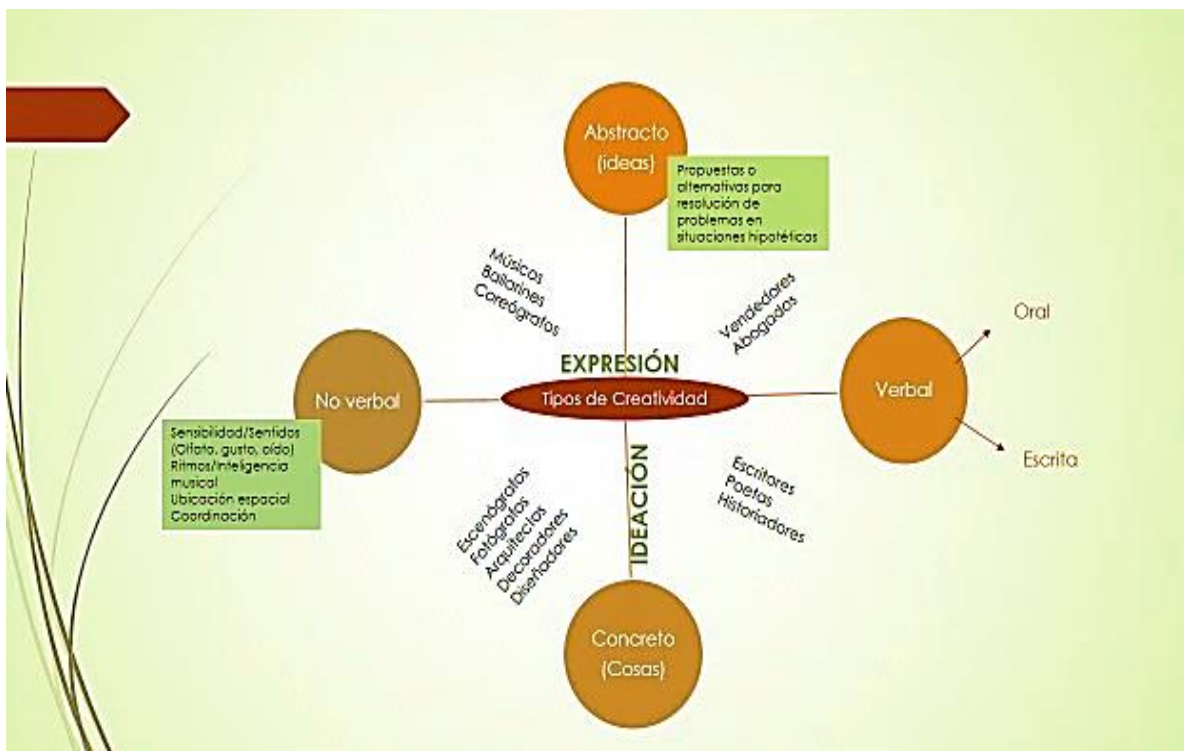 Abstracto
(ideas)
Propuestas o
alternativas para
resolución de
problemas en
situaciones hipotéticas
Músicos
Bailarines
Coreógrafos
Vendedores
Abogados
Oral
EXPRESIÓN
No verbal
Tipos de Creatividad
Verbal
Sensibilidad/Sentidos
(Olfato, gusto, oído)
Ritmos/Inteligencia
musical
Ubicación espacial
Coordinación
Escrita
Escenógrafos
Fotógrafos
Arquitectos
Decoradores
Diseñadores
IDEACIÓN
Escritores
Poetas
Historiadores
Concreto
(Cosas)